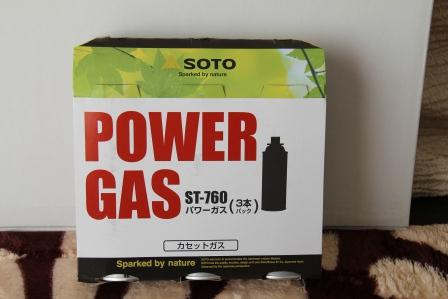 SOTO
Sparked by nature
POWER
GAS
ST-760
パワーガス(3本パック)
カセットガス
Sparked by nature